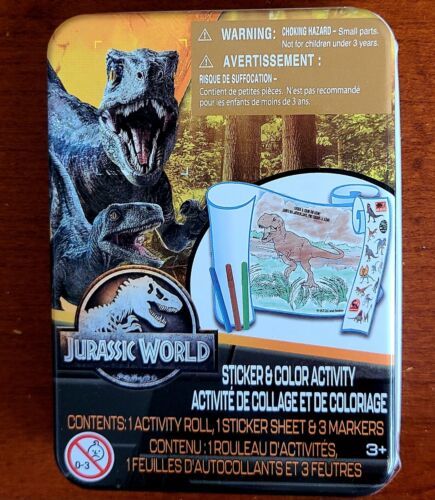 WARNING: CHOKING HAZARD – Small parts.
Not for children under 3 years.
AVERTISSEMENT :
RISQUE DE SUFFOCATION –
Contient de petites pièces. N'est pas recommandé
pour les enfants de moins de 3 ans.
JURASSIC WORLD
STICKER & COLOR ACTIVITY
ACTIVITÉ DE COLLAGE ET DE COLORIAGE
CONTENTS: 1 ACTIVITY ROLL, 1 STICKER SHEET & 3 MARKERS
CONTENU : 1 ROULEAU D'ACTIVITÉS,
1 FEUILLES D'AUTOCOLLANTS ET 3 FEUTRES
3+
0-3